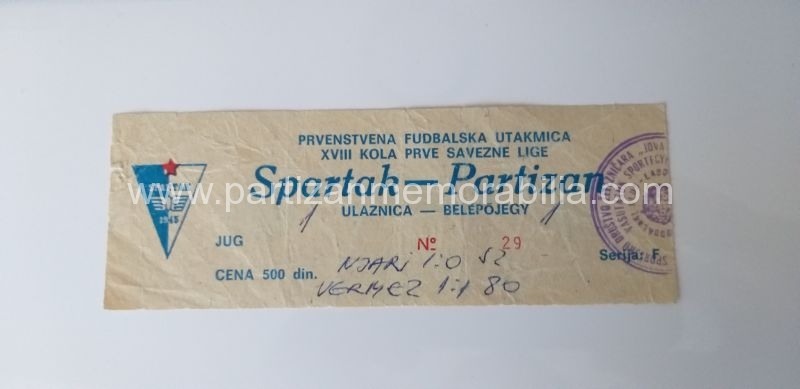 PRVENSTVENA FUDBALSKA UTAKMICA
XVIII KOLA PRVE SAVEZNE LIGE
Spartak — Partizan
www.partizanmemorabilia.com
1 1
ULAZNICA — BELEPÖJEGY
1945
JUG № 29
Serija: F
CENA 500 din.
NJARI 1:0 52
VERMEZ 1:1 80